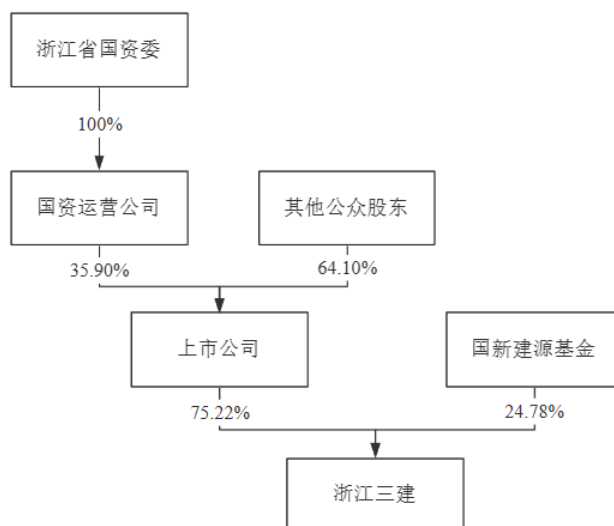 浙江省国资委
100%
国资运营公司
其他公众股东
35.90%
64.10%
上市公司
国新建源基金
75.22%
24.78%
浙江三建